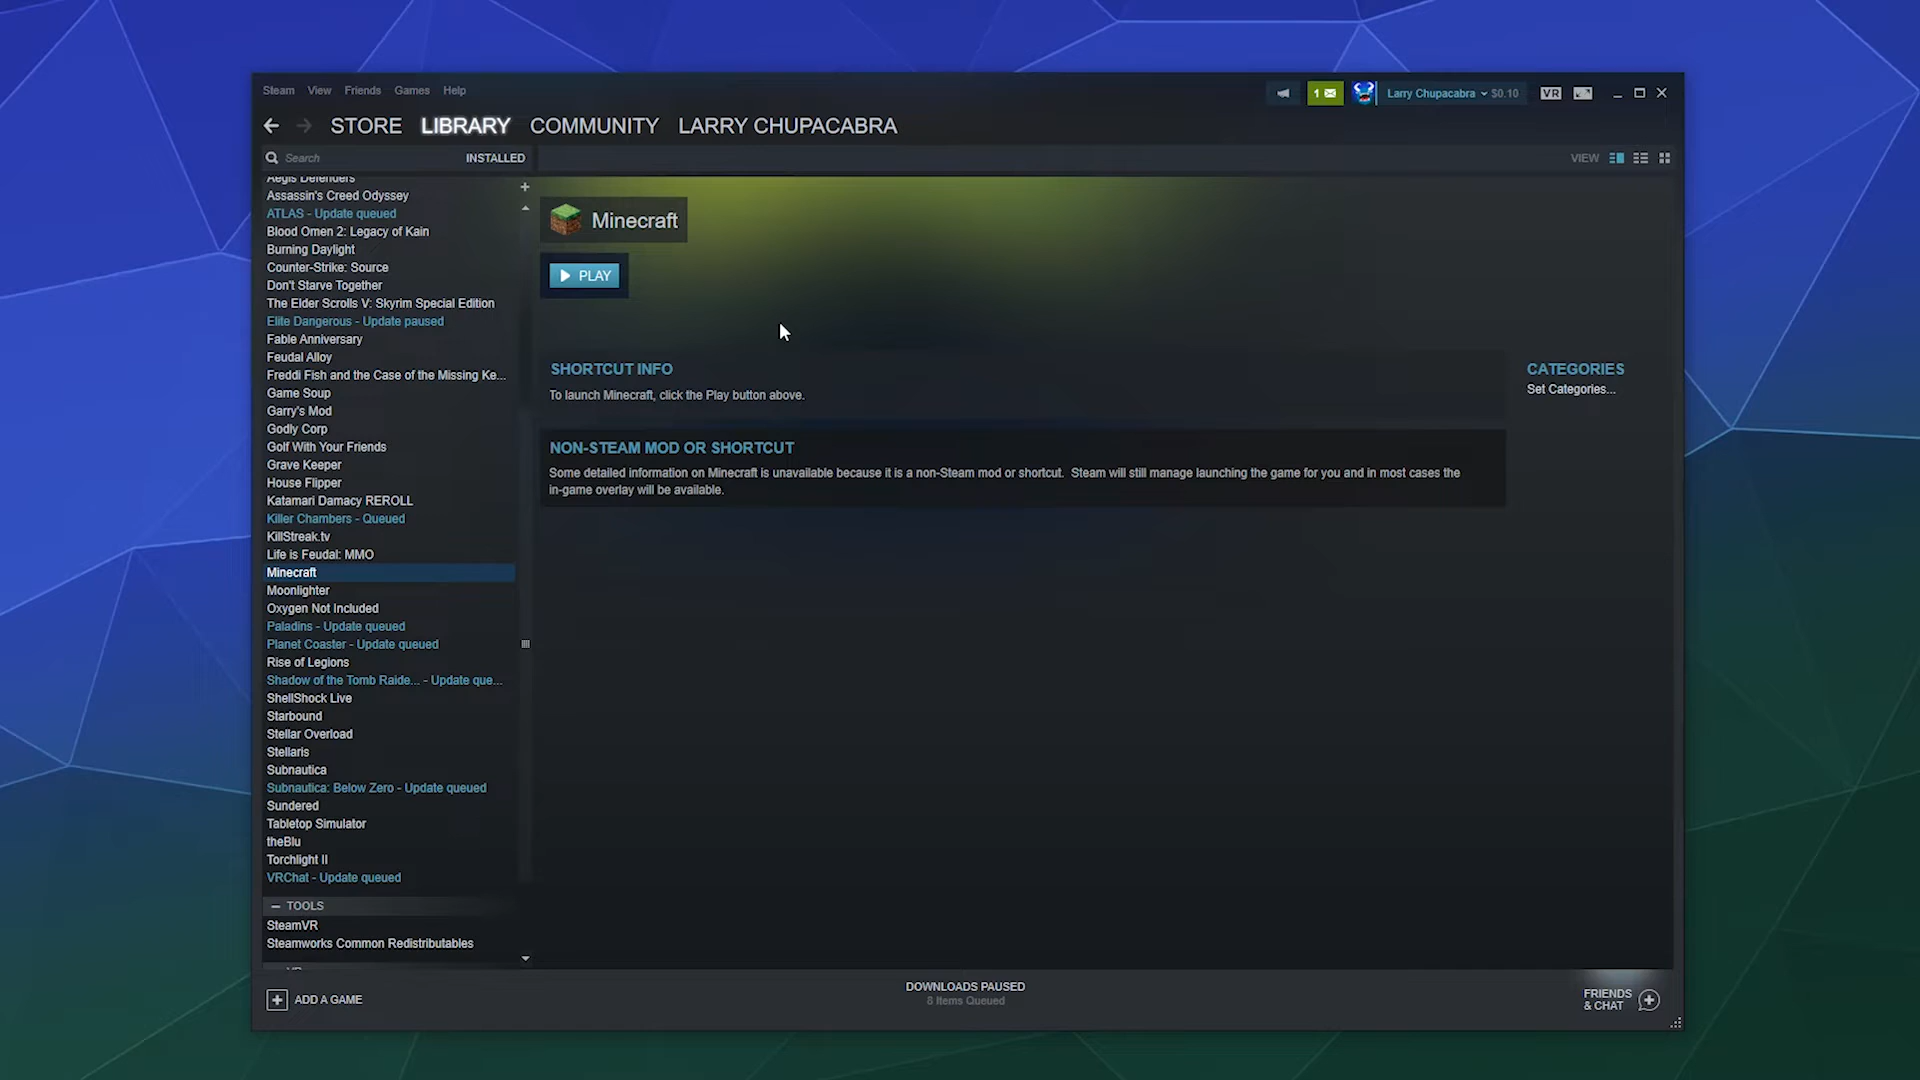 Steam View Friends Games Help
1 Larry Chupacabra $0.10 VR
STORE LIBRARY COMMUNITY LARRY CHUPACABRA
Search INSTALLED VIEW
Aegis Defenders
Assassin's Creed Odyssey
ATLAS - Update queued
Blood Omen 2: Legacy of Kain
Burning Daylight
Counter-Strike: Source
Don't Starve Together
The Elder Scrolls V: Skyrim Special Edition
Elite Dangerous - Update paused
Fable Anniversary
Feudal Alloy
Freddi Fish and the Case of the Missing Ke...
Game Soup
Garry's Mod
Godly Corp
Golf With Your Friends
Grave Keeper
House Flipper
Katamari Damacy REROLL
Killer Chambers - Queued
KillStreak.tv
Life is Feudal: MMO
Minecraft
Moonlighter
Oxygen Not Included
Paladins - Update queued
Planet Coaster - Update queued
Rise of Legions
Shadow of the Tomb Raide... - Update que...
ShellShock Live
Starbound
Stellar Overload
Stellaris
Subnautica
Subnautica: Below Zero - Update queued
Sundered
Tabletop Simulator
theBlu
Torchlight II
VRChat - Update queued
TOOLS
SteamVR
Steamworks Common Redistributables
Minecraft
PLAY
SHORTCUT INFO
To launch Minecraft, click the Play button above.
NON-STEAM MOD OR SHORTCUT
Some detailed information on Minecraft is unavailable because it is a non-Steam mod or shortcut. Steam will still manage launching the game for you and in most cases the
in-game overlay will be available.
CATEGORIES
Set Categories...
ADD A GAME
DOWNLOADS PAUSED
8 Items Queued
FRIENDS
& CHAT